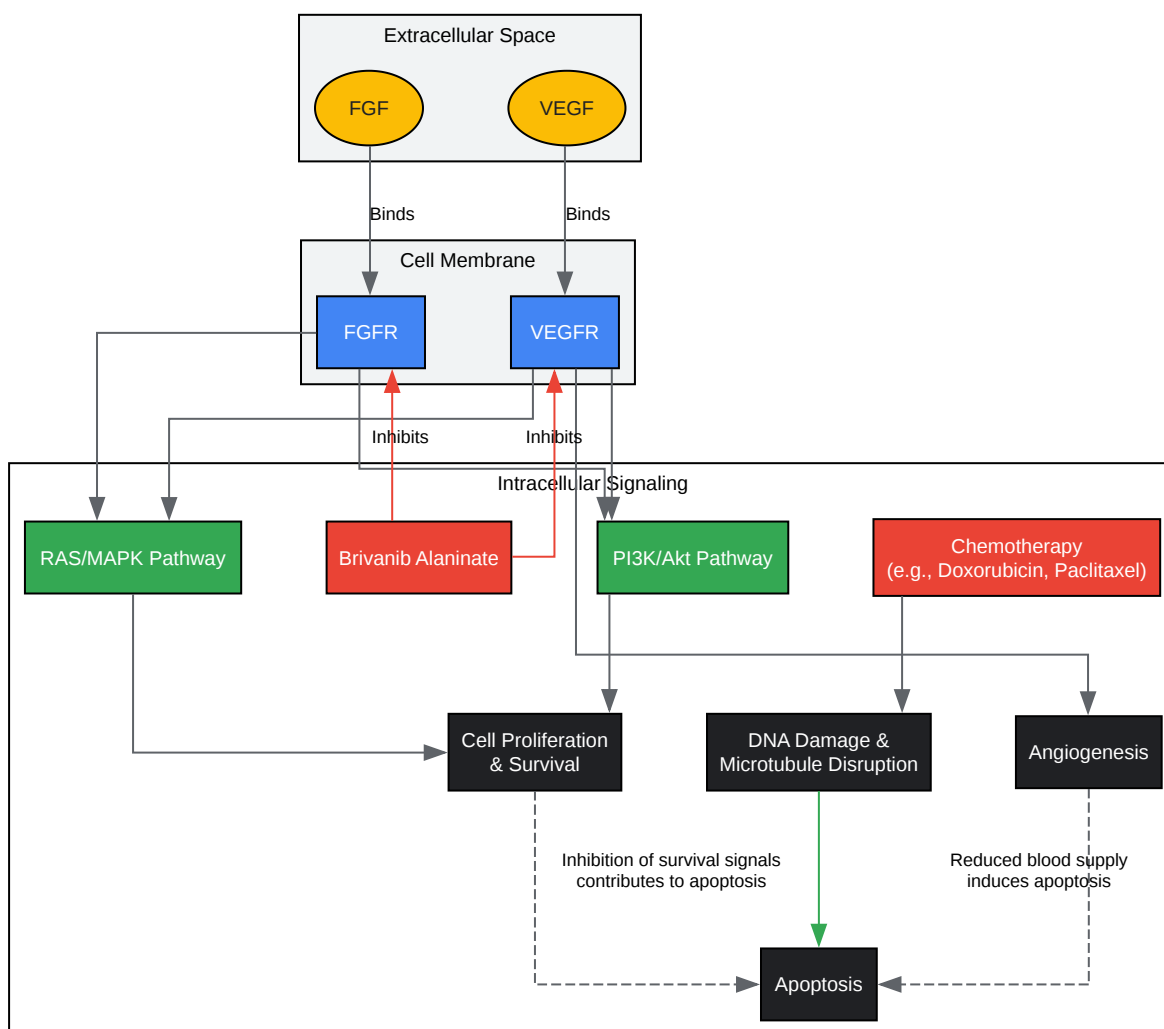 Extracellular Space
FGF
VEGF
Binds
Binds
Cell Membrane
FGFR
VEGFR
Inhibits
Inhibits
Intracellular Signaling
RAS/MAPK Pathway
Brivanib Alaninate
PI3K/Akt Pathway
Chemotherapy
(e.g., Doxorubicin, Paclitaxel)
Cell Proliferation
& Survival
DNA Damage &
Microtubule Disruption
Angiogenesis
Inhibition of survival signals
contributes to apoptosis
Reduced blood supply
induces apoptosis
Apoptosis